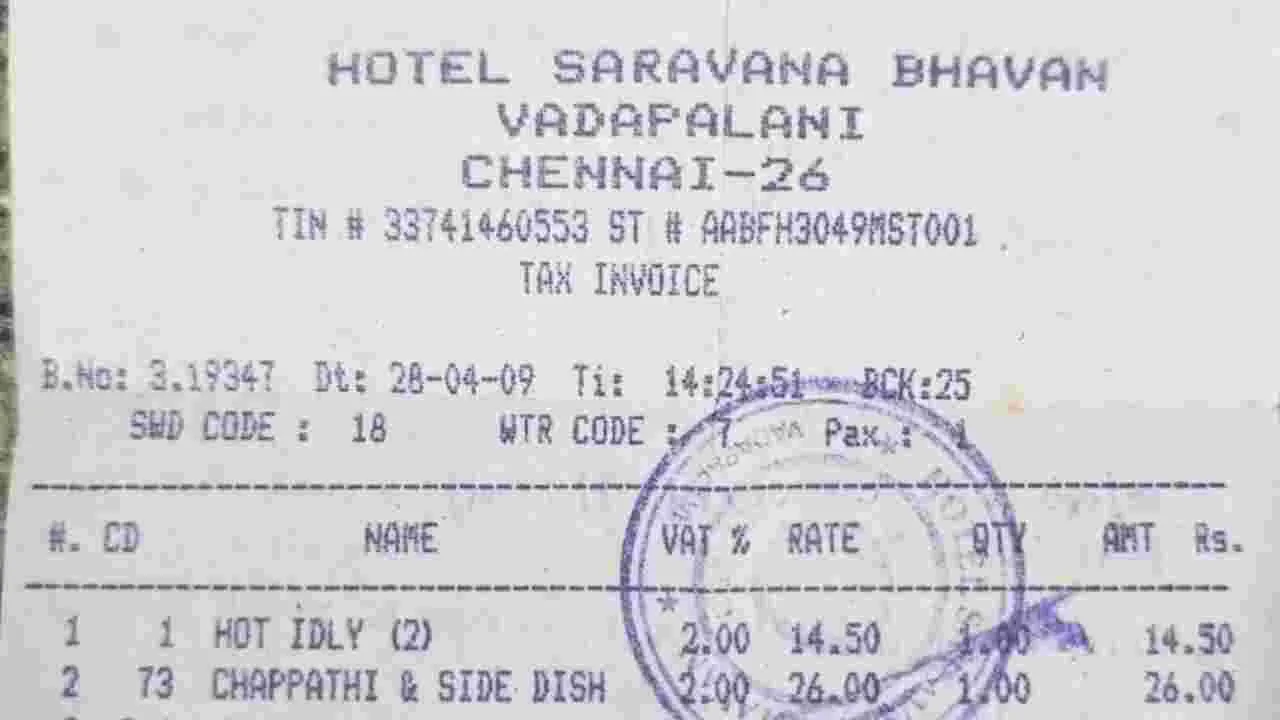 HOTEL SARAVANA BHAVAN
VADAPALANI
CHENNAI-26
TIN # 33741460553 ST # AABFH3049MST001
TAX INVOICE
B.No: 3.19347 Dt: 28-04-09 Ti: 14:24:51 BCK:25
SWD CODE : 18 WTR CODE : 7 Pax.: 1
#. CD NAME VAT % RATE QTY AMT Rs.
1 1 HOT IDLY (2) 2.00 14.50 1.00 14.50
2 73 CHAPPATHI & SIDE DISH 2.00 26.00 1.00 26.00